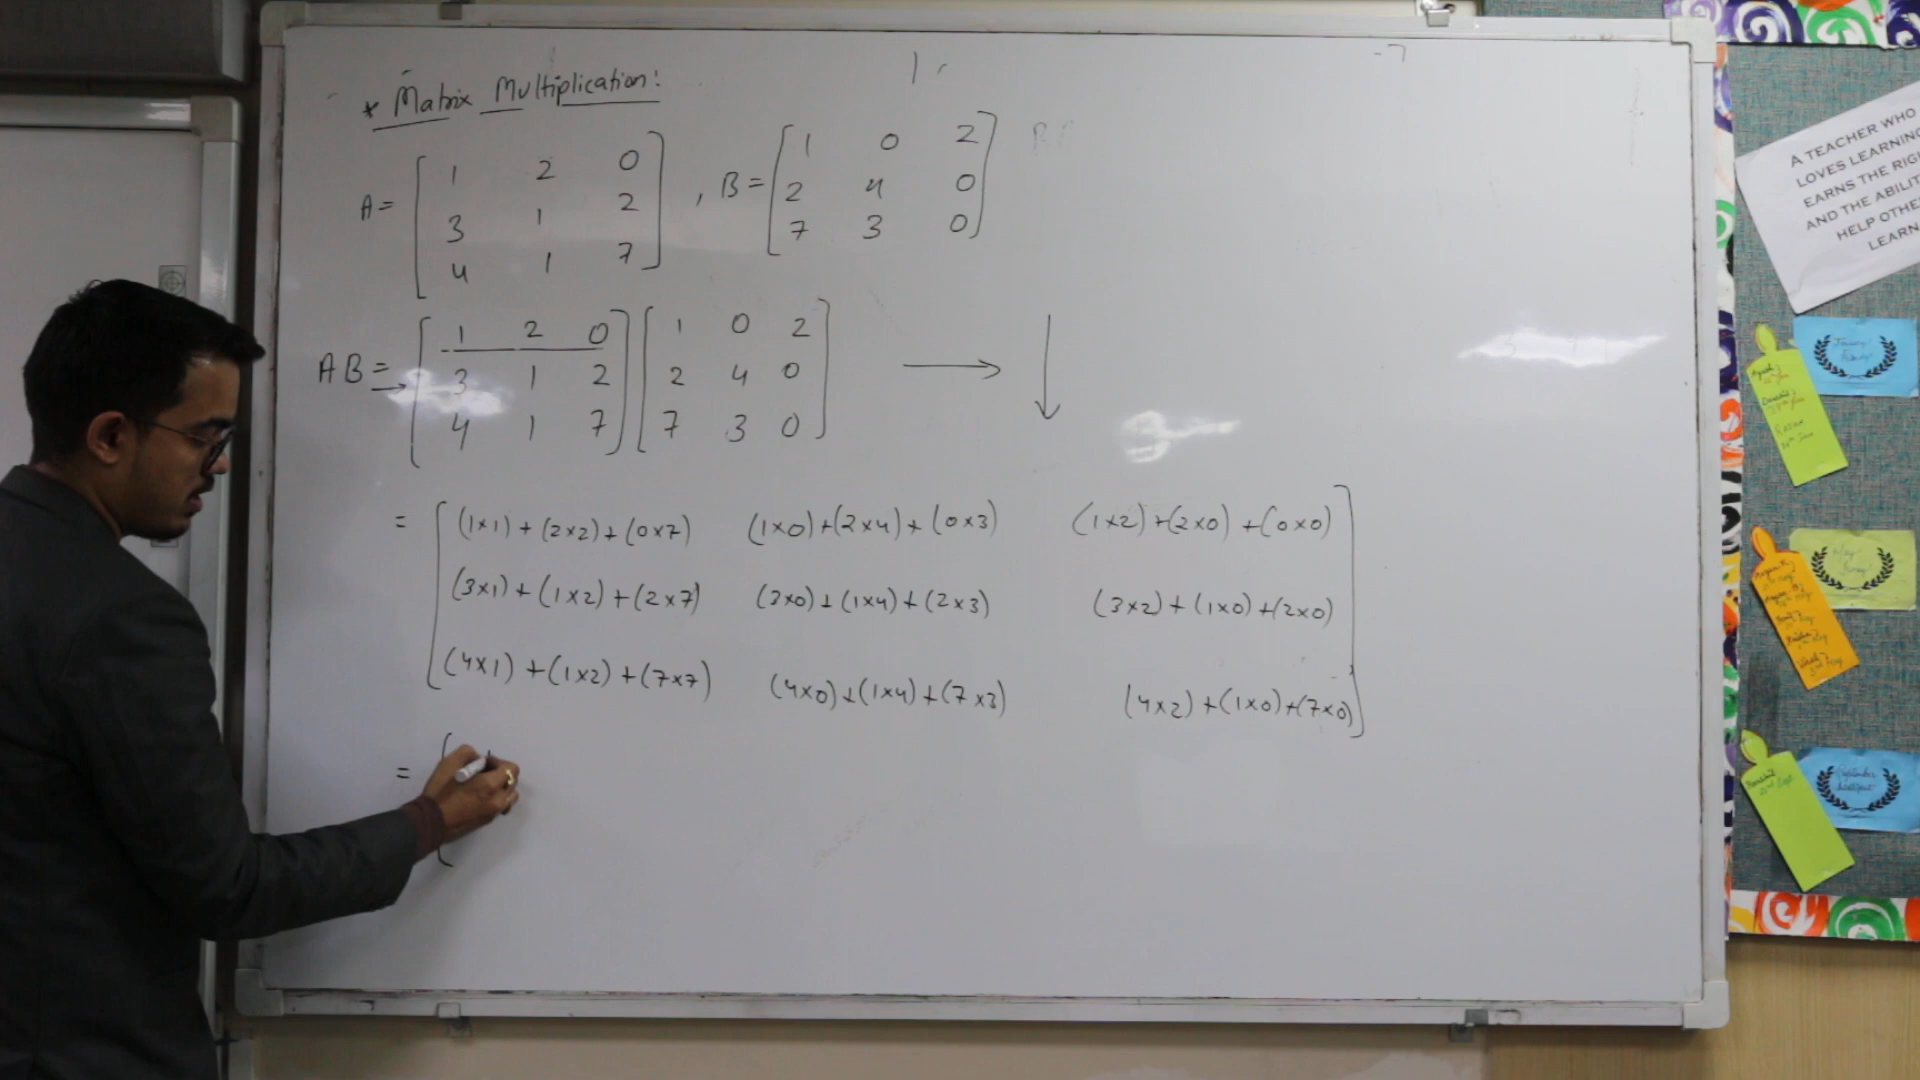 * Matrix Multiplication:
A = [ 1 2 0 ] , B = [ 1 0 2 ]
3 1 2 2 4 0
4 1 7 7 3 0
AB = [ 1 2 0 ] [ 1 0 2 ] → ↓
3 1 2 2 4 0
4 1 7 7 3 0
= [ (1×1) + (2×2) + (0×7) (1×0) + (2×4) + (0×3) (1×2) + (2×0) + (0×0) ]
(3×1) + (1×2) + (2×7) (3×0) + (1×4) + (2×3) (3×2) + (1×0) + (2×0)
(4×1) + (1×2) + (7×7) (4×0) + (1×4) + (7×3) (4×2) + (1×0) + (7×0)
= [
A TEACHER WHO
LOVES LEARNING
EARNS THE RIG
AND THE ABILIT
HELP OTHE
LEARN